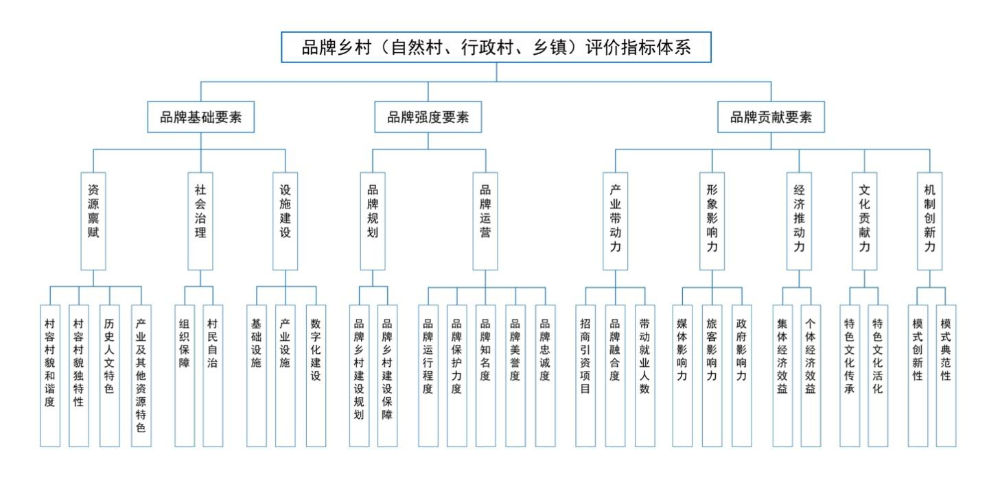 品牌乡村（自然村、行政村、乡镇）评价指标体系
品牌基础要素
品牌强度要素
品牌贡献要素
资源禀赋
社会治理
设施建设
品牌规划
品牌运营
产业带动力
形象影响力
经济推动力
文化贡献力
机制创新力
村容村貌和谐度
村容村貌独特性
历史人文特色
产业及其他资源特色
组织保障
村民自治
基础设施
产业设施
数字化建设
品牌乡村建设规划
品牌乡村建设保障
品牌运行程度
品牌保护力度
品牌知名度
品牌美誉度
品牌忠诚度
招商引资项目
品牌融合度
带动就业人数
媒体影响力
旅客影响力
政府影响力
集体经济效益
个体经济效益
特色文化传承
特色文化活化
模式创新性
模式典范性